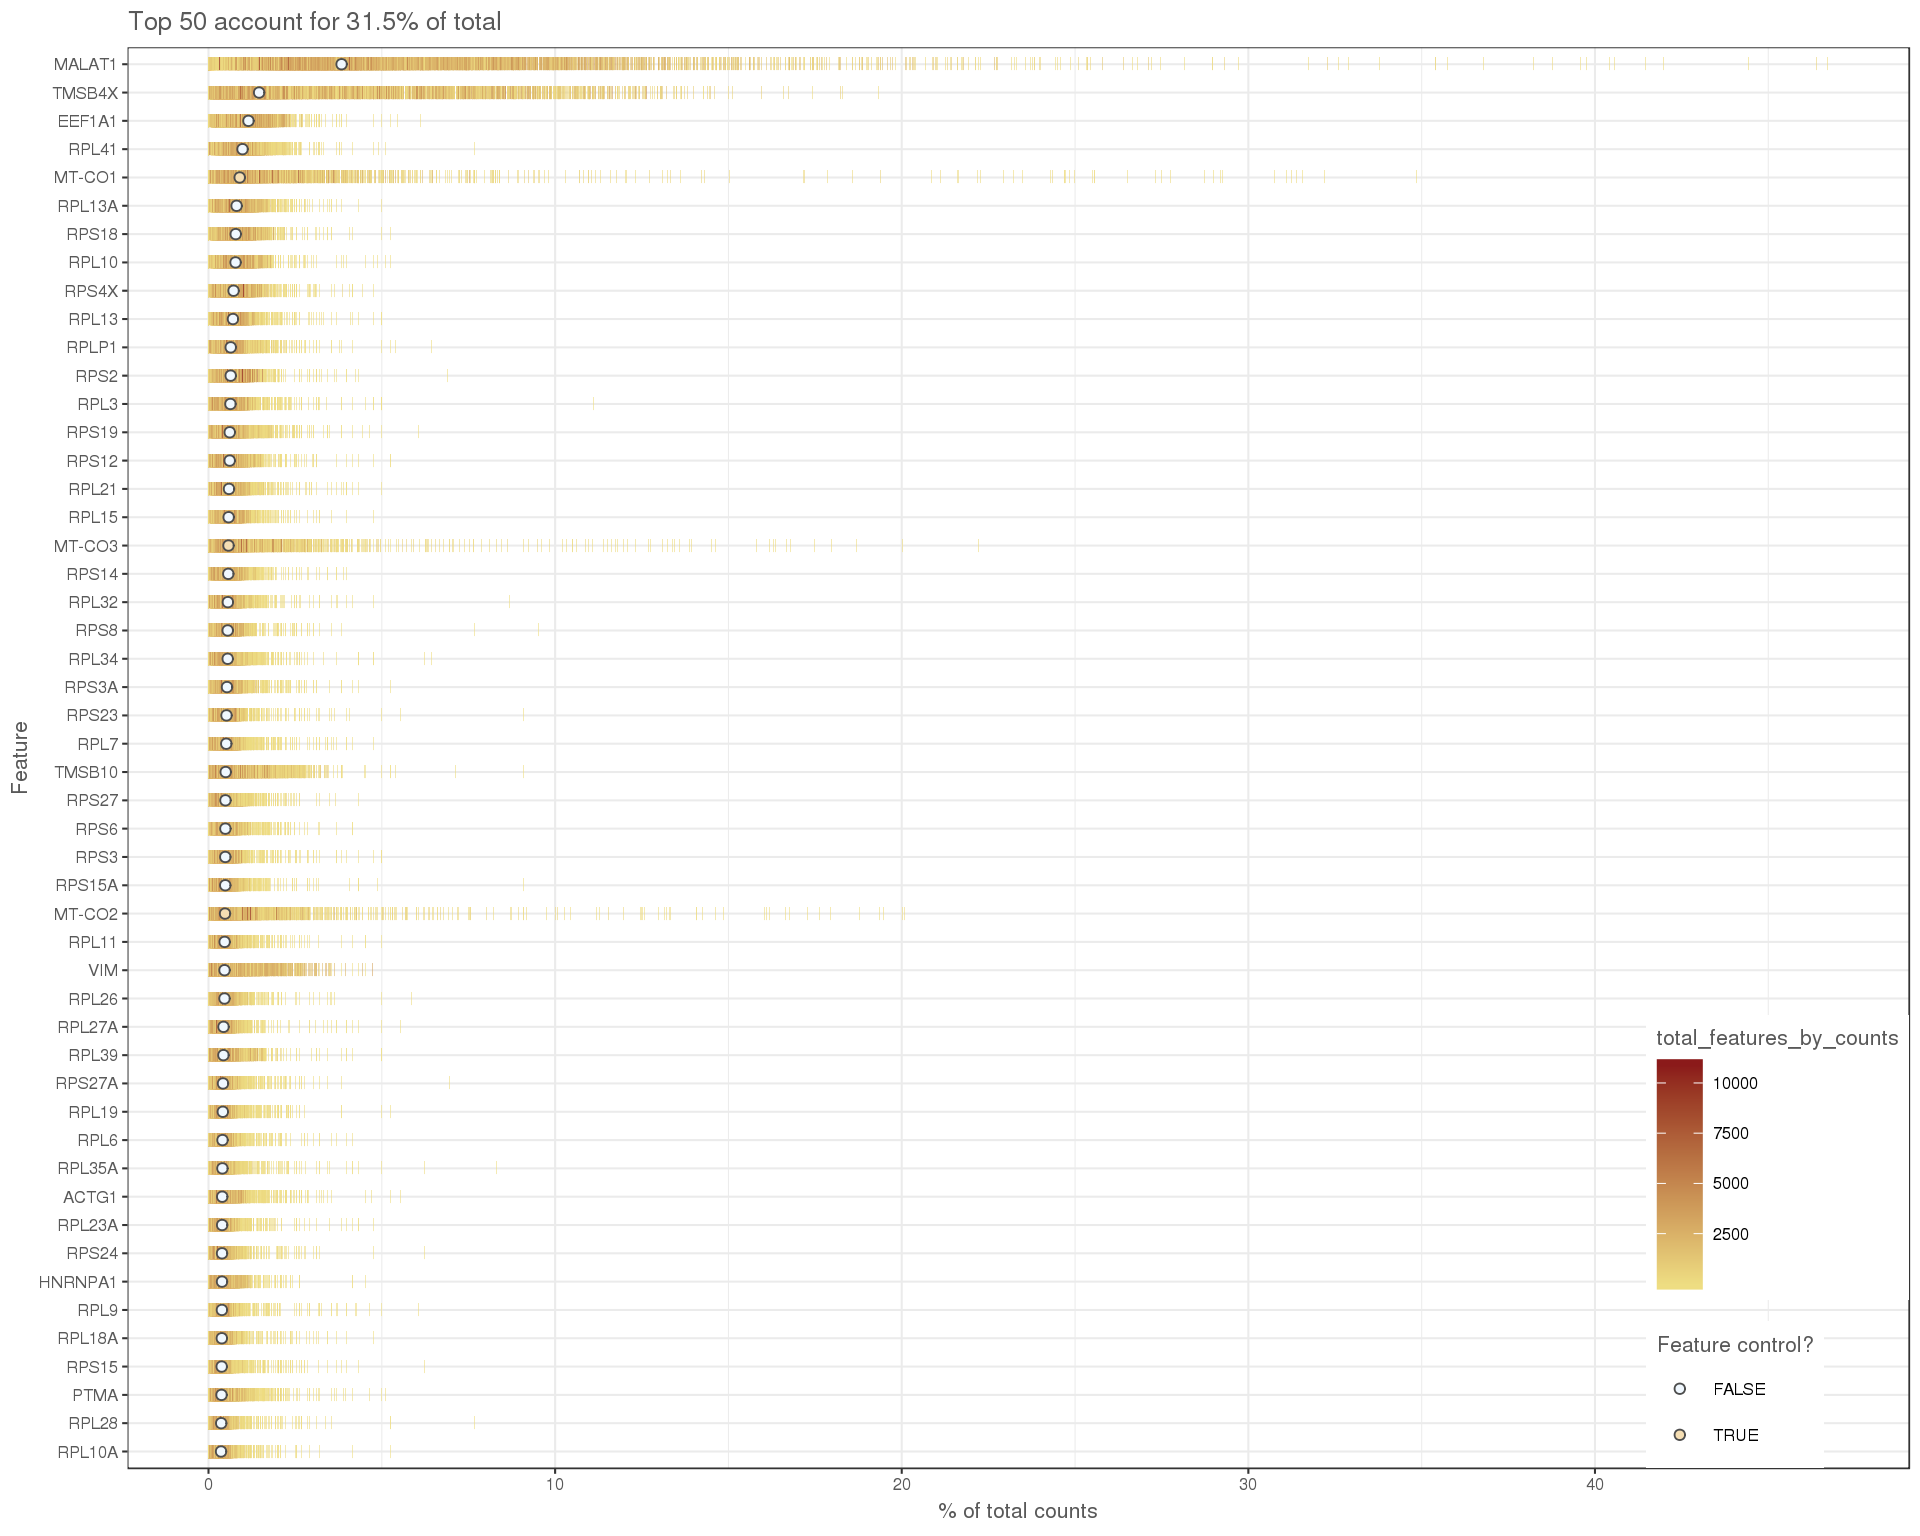 Top 50 account for 31.5% of total
MALAT1
TMSB4X
EEF1A1
RPL41
MT-CO1
RPL13A
RPS18
RPL10
RPS4X
RPL13
RPLP1
RPS2
RPL3
RPS19
RPS12
RPL21
RPL15
MT-CO3
RPS14
RPL32
RPS8
RPL34
RPS3A
RPS23
RPL7
TMSB10
RPS27
RPS6
RPS3
RPS15A
MT-CO2
RPL11
VIM
RPL26
RPL27A
RPL39
RPS27A
RPL19
RPL6
RPL35A
ACTG1
RPL23A
RPS24
HNRNPA1
RPL9
RPL18A
RPS15
PTMA
RPL28
RPL10A
Feature
0 10 20 30 40
% of total counts
total_features_by_counts
10000
7500
5000
2500
Feature control?
FALSE
TRUE